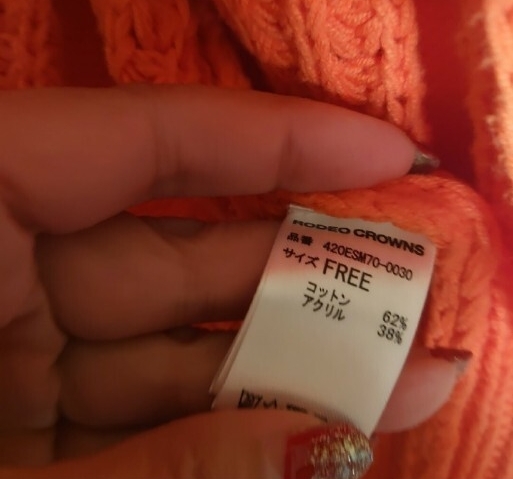 RODEO CROWNS
品番 420ESM70-0030
サイズ FREE
コットン 62%
アクリル 38%